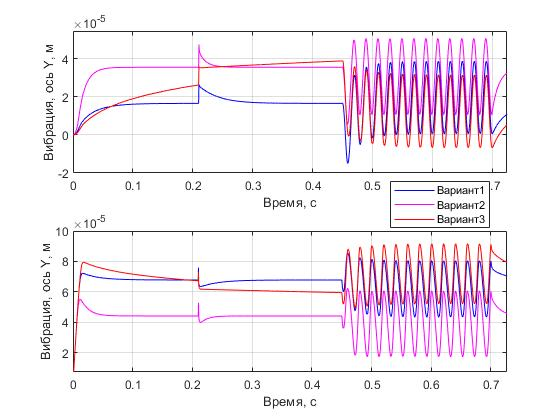 ×10⁻⁵
4
2
0
-2
Вибрация, ось Y, м
0 0.1 0.2 0.3 0.4 0.5 0.6 0.7
Время, с
Вариант1
Вариант2
Вариант3
×10⁻⁵
10
8
6
4
2
Вибрация, ось Y, м
0 0.1 0.2 0.3 0.4 0.5 0.6 0.7
Время, с